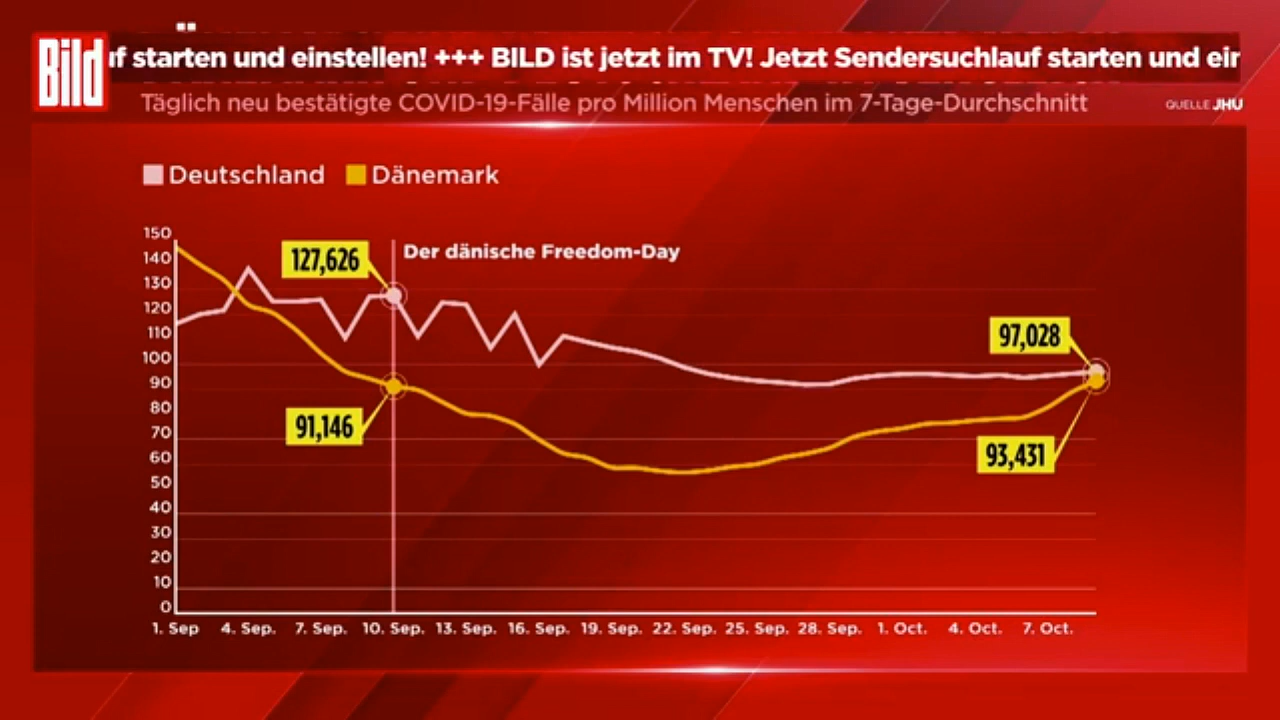 Bild
uf starten und einstellen! +++ BILD ist jetzt im TV! Jetzt Sendersuchlauf starten und ein
Täglich neu bestätigte COVID-19-Fälle pro Million Menschen im 7-Tage-Durchschnitt
QUELLE JHU
Deutschland Dänemark
150
140
130
120
110
100
90
80
70
60
50
40
30
20
10
0
127,626
Der dänische Freedom-Day
91,146
97,028
93,431
1. Sep 4. Sep. 7. Sep. 10. Sep. 13. Sep. 16. Sep. 19. Sep. 22. Sep. 25. Sep. 28. Sep. 1. Oct. 4. Oct. 7. Oct.